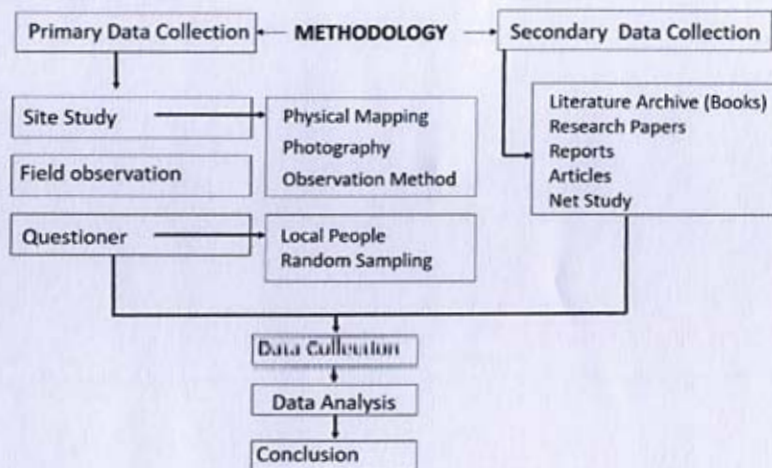 Primary Data Collection
METHODOLOGY
Secondary Data Collection
Site Study
Physical Mapping
Photography
Observation Method
Field observation
Questioner
Local People
Random Sampling
Literature Archive (Books)
Research Papers
Reports
Articles
Net Study
Data Collection
Data Analysis
Conclusion